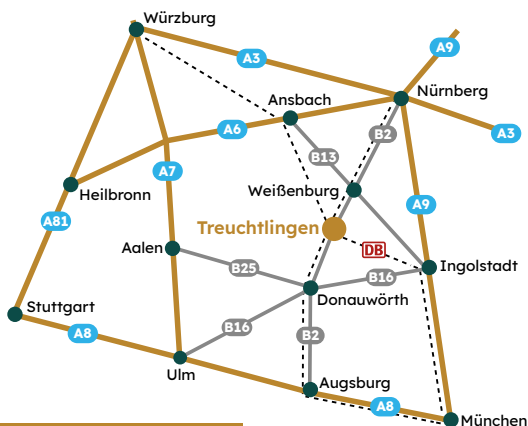 Würzburg
A9
A3
Nürnberg
Ansbach
A6
B2
A3
B13
A7
Weißenburg
Heilbronn
A9
A81
Treuchtlingen
Aalen
DB
B25
Ingolstadt
B16
Donauwörth
Stuttgart
B16
A8
B2
Ulm
Augsburg
A8
München